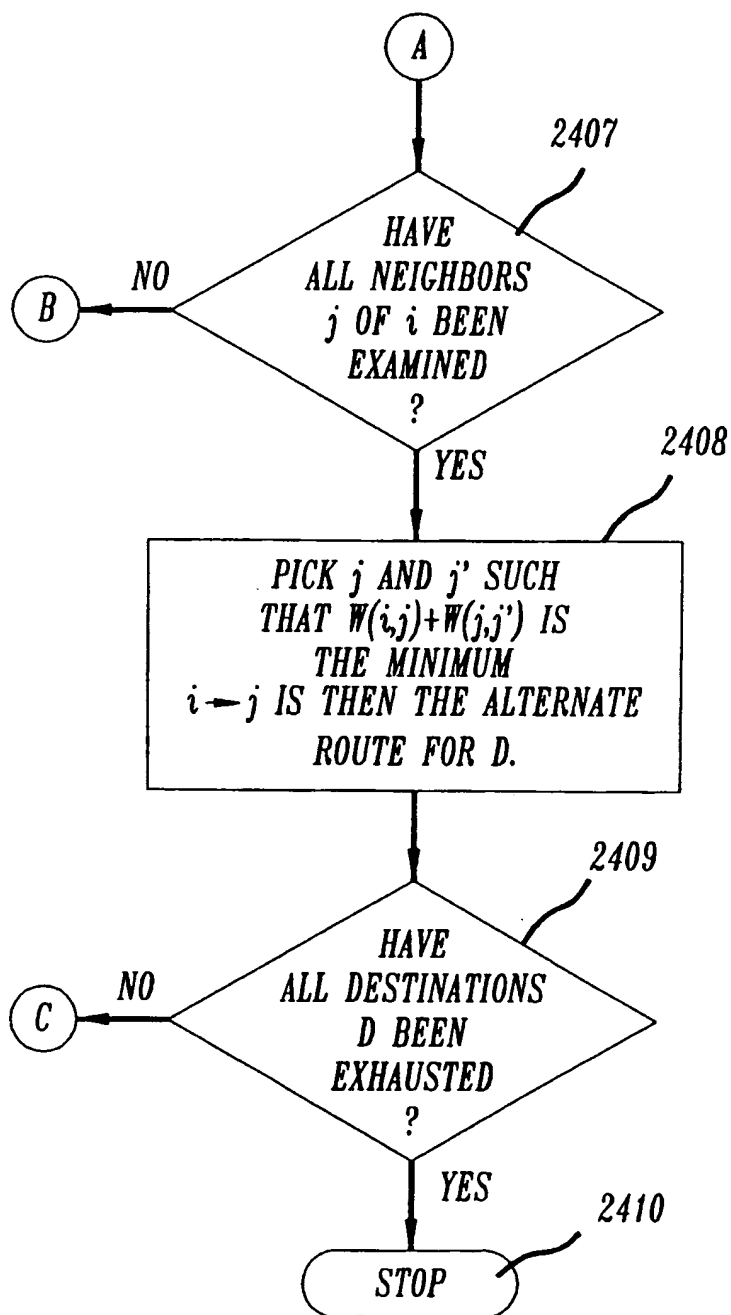 A
2407
HAVE
ALL NEIGHBORS
j OF i BEEN
EXAMINED
?
NO
B
YES
2408
PICK j AND j' SUCH
THAT W(i,j)+W(j,j') IS
THE MINIMUM
i→j IS THEN THE ALTERNATE
ROUTE FOR D.
2409
HAVE
ALL DESTINATIONS
D BEEN
EXHAUSTED
?
NO
C
YES
2410
STOP